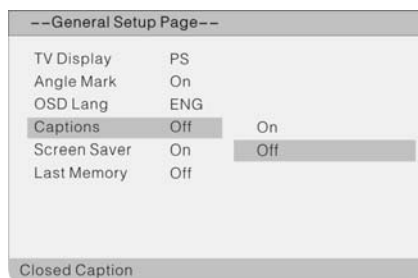 --General Setup Page--
TV Display PS
Angle Mark On
OSD Lang ENG
Captions Off On
Screen Saver On Off
Last Memory Off
Closed Caption